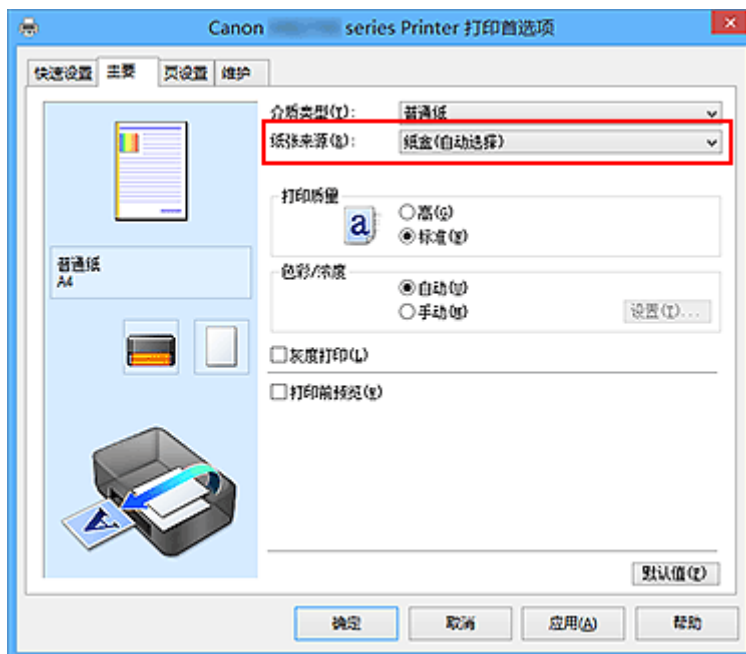 Canon series Printer 打印首选项
快速设置 主要 页设置 维护
介质类型(T): 普通纸
纸张来源(R): 纸盒(自动选择)
打印质量
a
高(G)
标准(N)
普通纸
A4
色彩/浓度
自动(U)
手动(M)
设置(T)...
灰度打印(L)
打印前预览(V)
A
默认值(F)
确定 取消 应用(A) 帮助